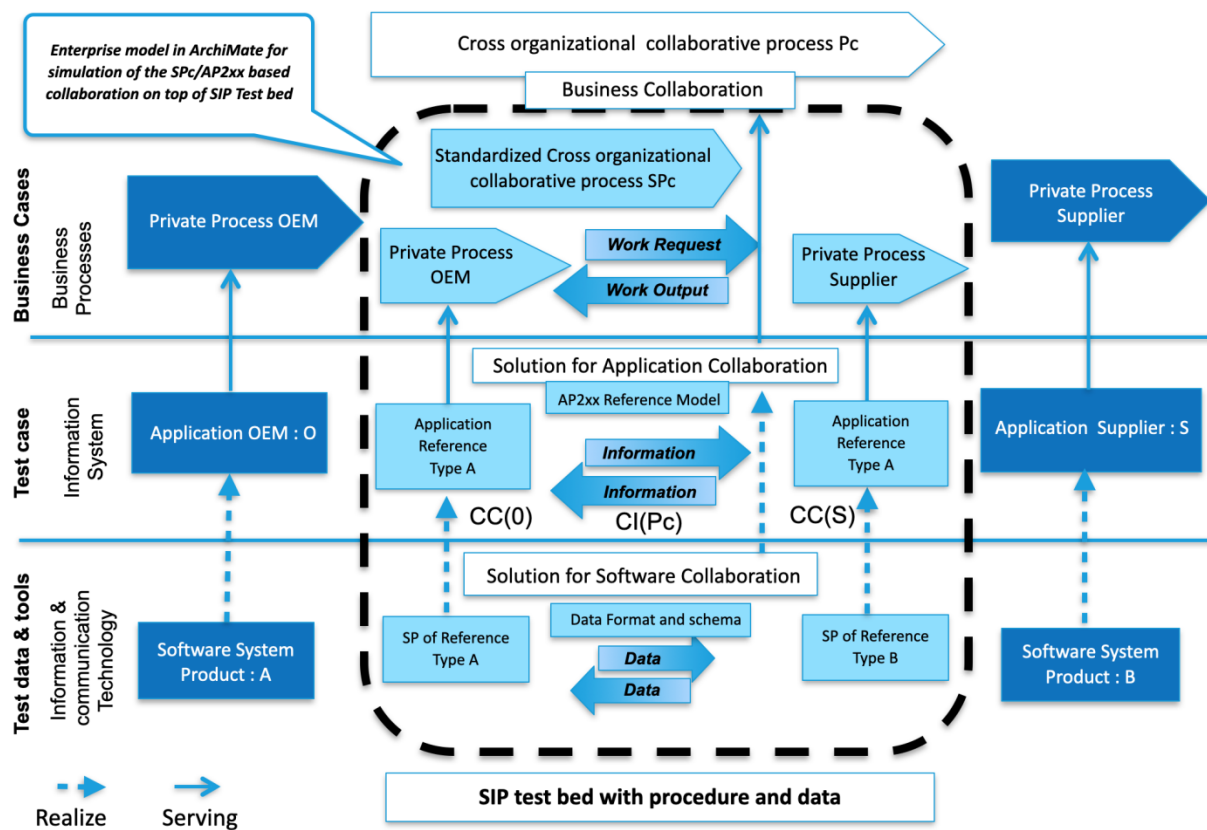 Enterprise model in ArchiMate for
simulation of the SPc/AP2xx based
collaboration on top of SIP Test bed
Cross organizational collaborative process Pc
Business Collaboration
Standardized Cross organizational
collaborative process SPc
Business Cases
Business
Processes
Private Process OEM
Private Process
OEM
Work Request
Work Output
Private Process
Supplier
Private Process
Supplier
Solution for Application Collaboration
AP2xx Reference Model
Test case
Information
System
Application OEM : O
Application
Reference
Type A
Information
Information
Application
Reference
Type A
Application Supplier : S
CC(0)
CI(Pc)
CC(S)
Solution for Software Collaboration
Data Format and schema
Test data & tools
Information &
communication
Technology
Software System
Product : A
SP of Reference
Type A
Data
Data
SP of Reference
Type B
Software System
Product : B
SIP test bed with procedure and data
Realize
Serving